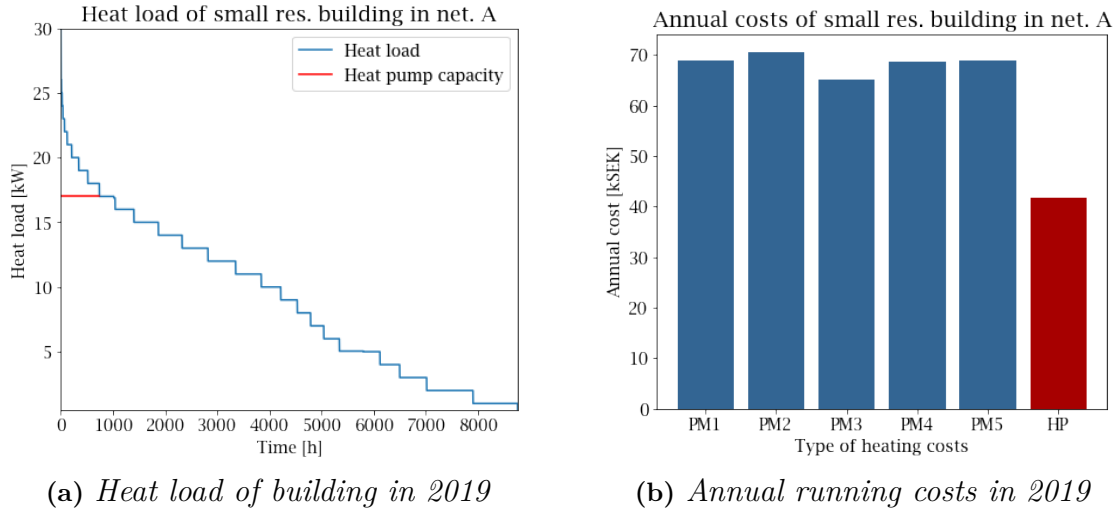 Heat load of small res. building in net. A
30
25
20
15
10
5
Heat load [kW]
Heat load
Heat pump capacity
0 1000 2000 3000 4000 5000 6000 7000 8000
Time [h]
(a) Heat load of building in 2019
Annual costs of small res. building in net. A
70
60
50
40
30
20
10
0
Annual cost [kSEK]
PM1 PM2 PM3 PM4 PM5 HP
Type of heating costs
(b) Annual running costs in 2019